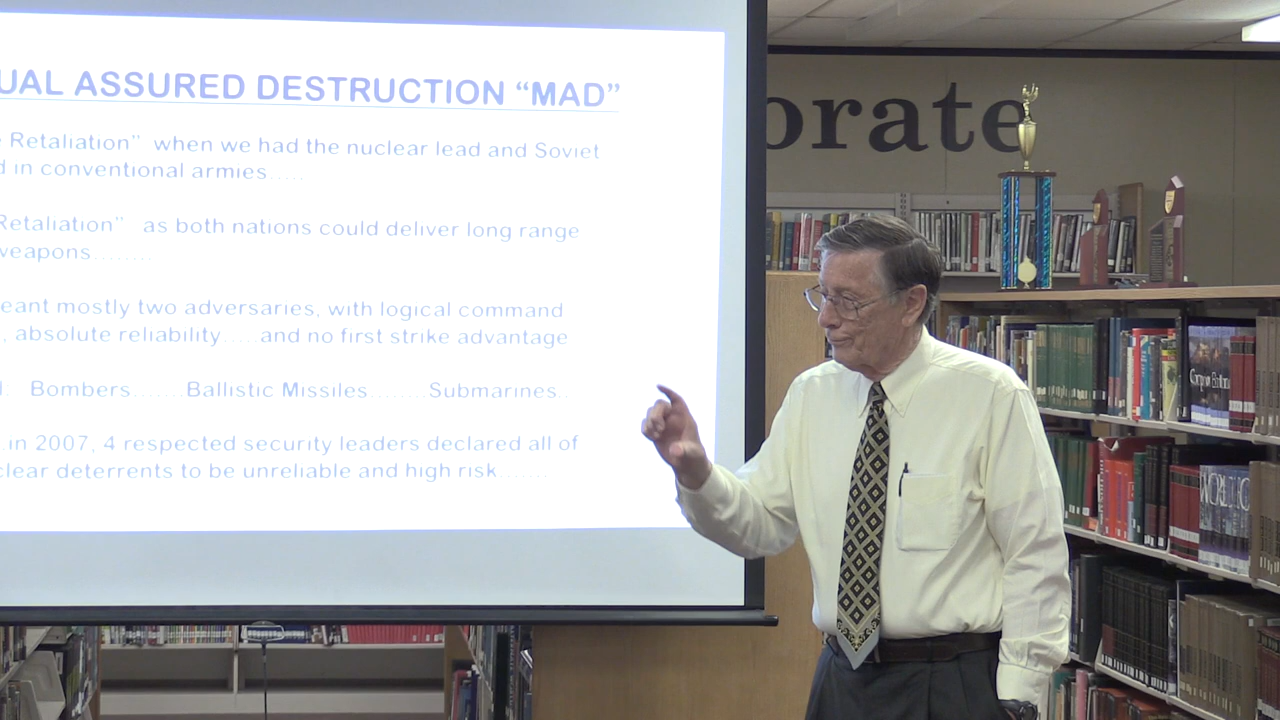 UAL ASSURED DESTRUCTION “MAD”
Retaliation” when we had the nuclear lead and Soviet
d in conventional armies.....
Retaliation” as both nations could deliver long range
weapons........
eant mostly two adversaries, with logical command
, absolute reliability.....and no first strike advantage
Bombers.......Ballistic Missiles........Submarines..
in 2007, 4 respected security leaders declared all of
clear deterrents to be unreliable and high risk.......
orate
WORLD